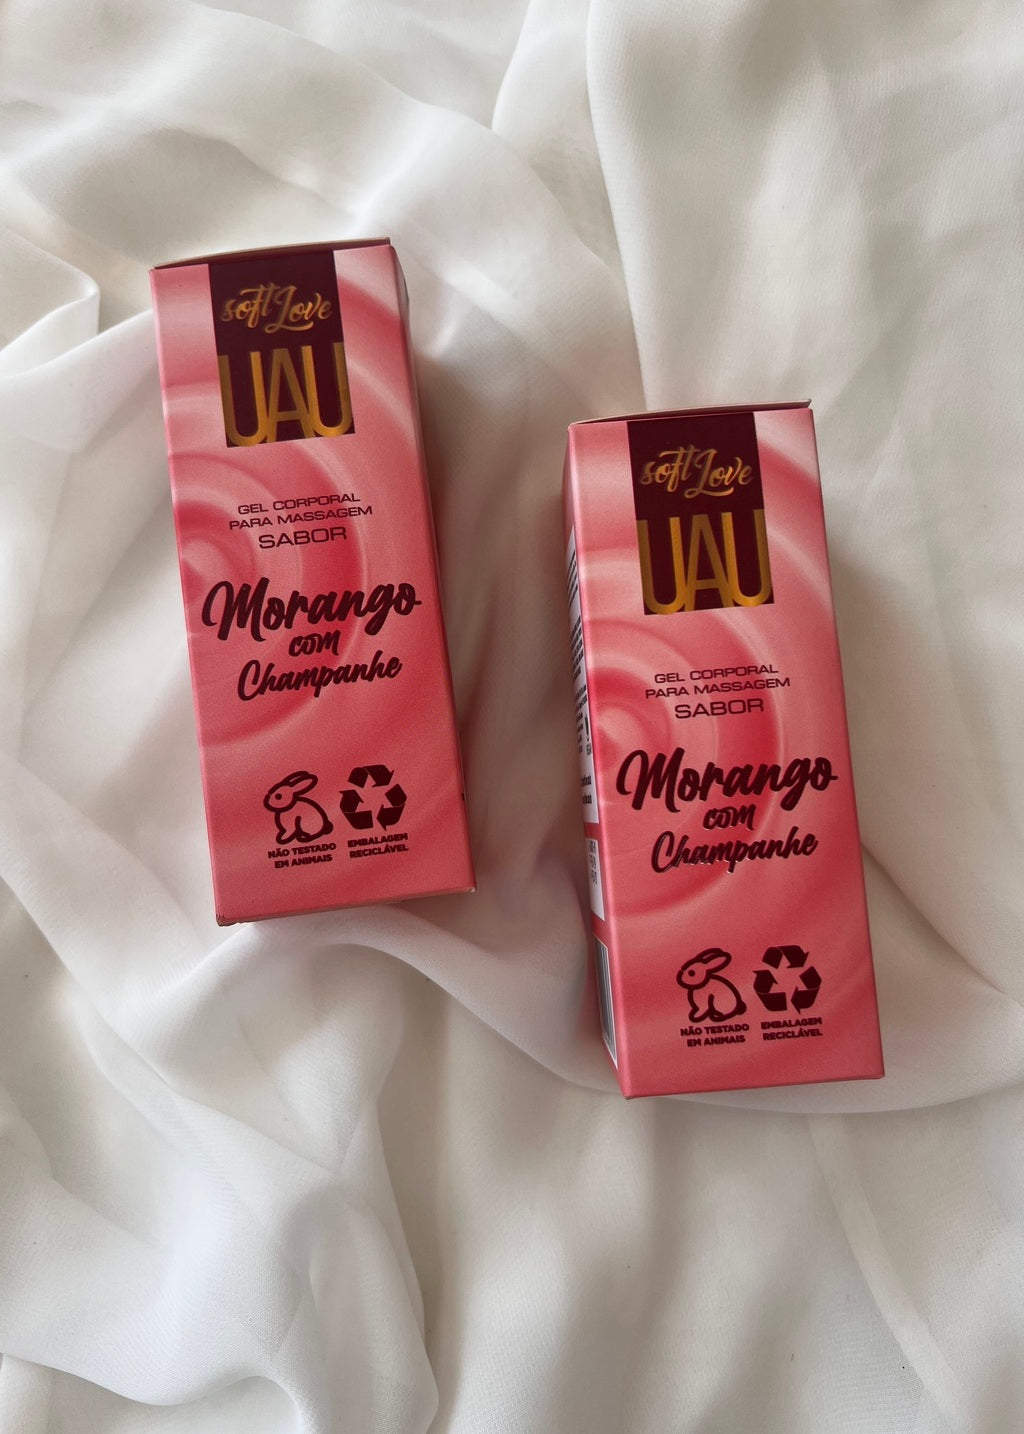 soft Love
UAU
GEL CORPORAL
PARA MASSAGEM
SABOR
Morango
com
Champanhe
NÃO TESTADO
EM ANIMAIS
EMBALAGEM
RECICLÁVEL
soft Love
UAU
GEL CORPORAL
PARA MASSAGEM
SABOR
Morango
com
Champanhe
NÃO TESTADO
EM ANIMAIS
EMBALAGEM
RECICLÁVEL